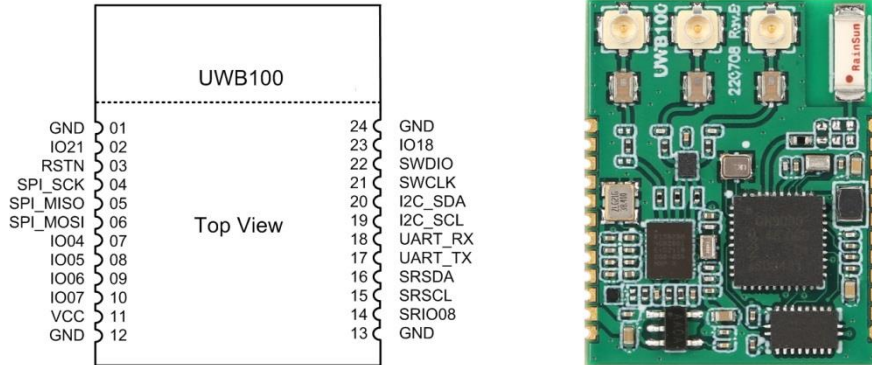 UWB100
GND 01 24 GND
IO21 02 23 IO18
RSTN 03 22 SWDIO
SPI_SCK 04 21 SWCLK
SPI_MISO 05 20 I2C_SDA
SPI_MOSI 06 19 I2C_SCL
IO04 07 18 UART_RX
IO05 08 17 UART_TX
IO06 09 16 SRSDA
IO07 10 15 SRSCL
VCC 11 14 SRIO08
GND 12 13 GND
Top View
UWB100
220708 Rev.B
RainSun